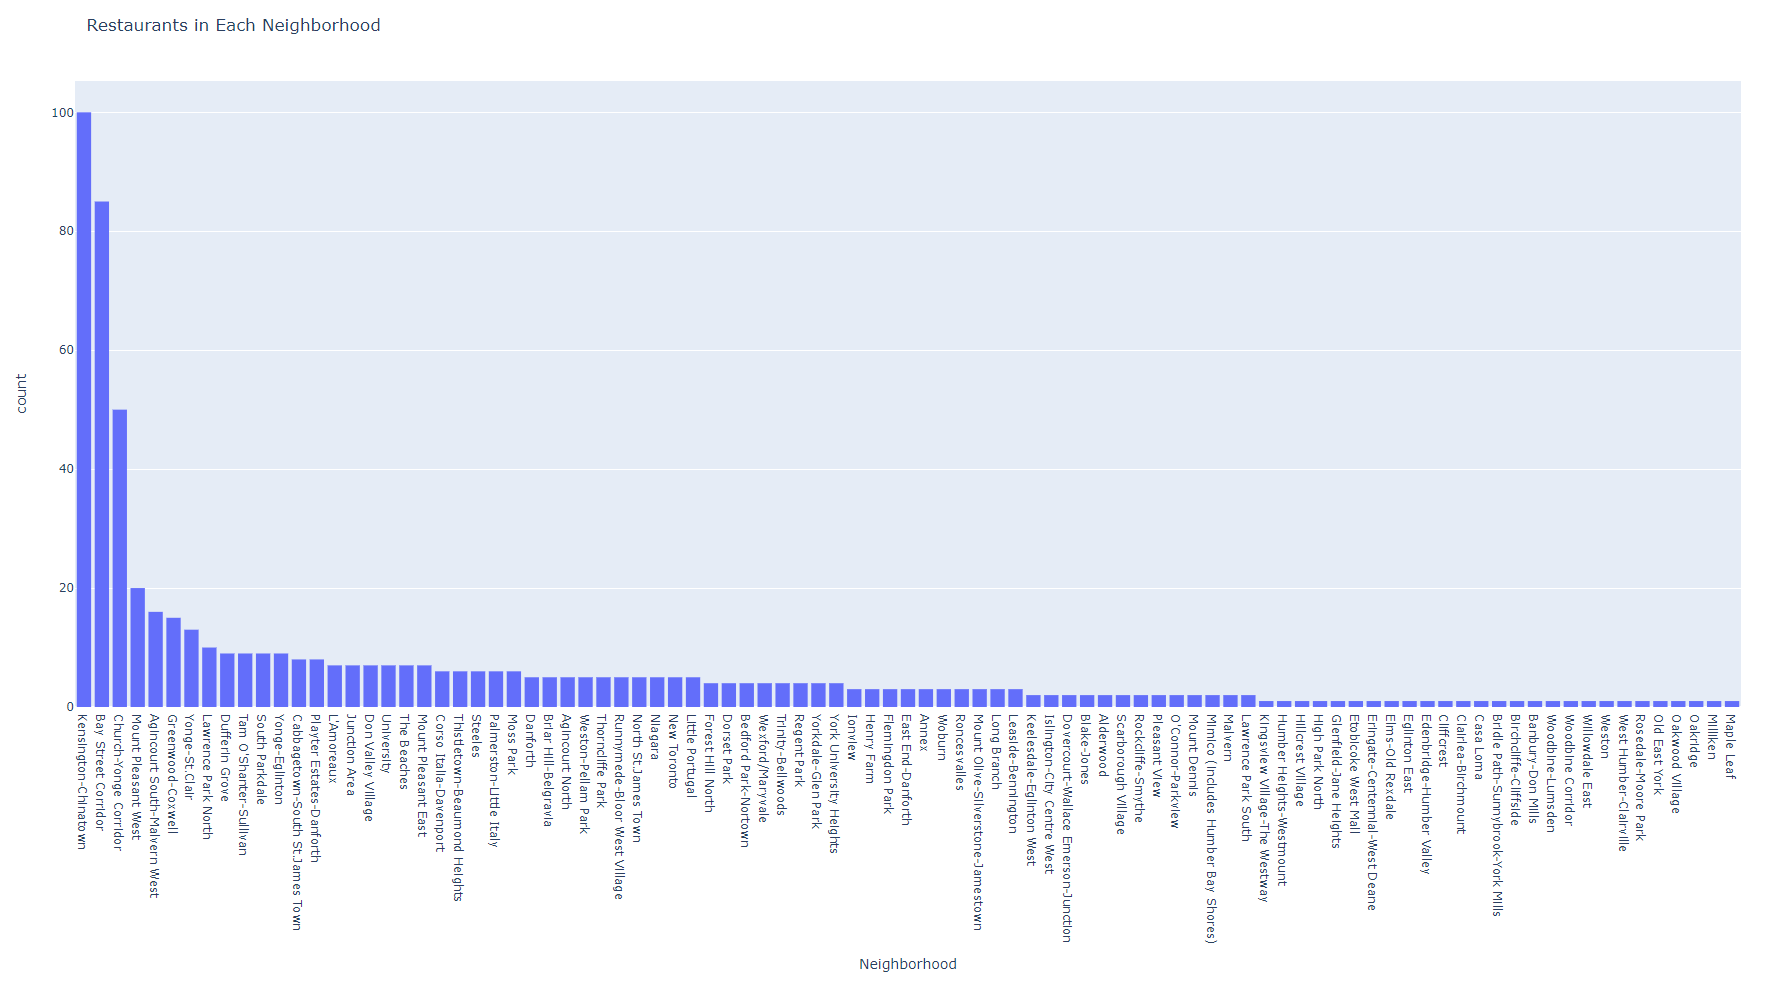 Restaurants in Each Neighborhood
100
80
60
40
20
0
count
Kensington-Chinatown
Bay Street Corridor
Church-Yonge Corridor
Mount Pleasant West
Agincourt South-Malvern West
Greenwood-Coxwell
Yonge-St.Clair
Lawrence Park North
Dufferin Grove
Tam O'Shanter-Sullivan
South Parkdale
Yonge-Eglinton
Cabbagetown-South St.James Town
Playter Estates-Danforth
L'Amoreaux
Junction Area
Don Valley Village
University
The Beaches
Mount Pleasant East
Corso Italia-Davenport
Thistletown-Beaumond Heights
Steeles
Palmerston-Little Italy
Moss Park
Danforth
Briar Hill-Belgravia
Agincourt North
Weston-Pellam Park
Thorncliffe Park
Runnymede-Bloor West Village
North St.James Town
Niagara
New Toronto
Little Portugal
Forest Hill North
Dorset Park
Bedford Park-Nortown
Wexford/Maryvale
Trinity-Bellwoods
Regent Park
Yorkdale-Glen Park
York University Heights
Ionview
Henry Farm
Flemingdon Park
East End-Danforth
Annex
Woburn
Roncesvalles
Mount Olive-Silverstone-Jamestown
Long Branch
Leaside-Bennington
Keelesdale-Eglinton West
Islington-City Centre West
Dovercourt-Wallace Emerson-Junction
Blake-Jones
Alderwood
Scarborough Village
Rockcliffe-Smythe
Pleasant View
O'Connor-Parkview
Mount Dennis
Mimico (includes Humber Bay Shores)
Malvern
Lawrence Park South
Kingsview Village-The Westway
Humber Heights-Westmount
Hillcrest Village
High Park North
Glenfield-Jane Heights
Etobicoke West Mall
Eringate-Centennial-West Deane
Elms-Old Rexdale
Eglinton East
Edenbridge-Humber Valley
Cliffcrest
Clairlea-Birchmount
Casa Loma
Bridle Path-Sunnybrook-York Mills
Birchcliffe-Cliffside
Banbury-Don Mills
Woodbine-Lumsden
Woodbine Corridor
Willowdale East
Weston
West Humber-Clairville
Rosedale-Moore Park
Old East York
Oakwood Village
Oakridge
Milliken
Maple Leaf
Neighborhood